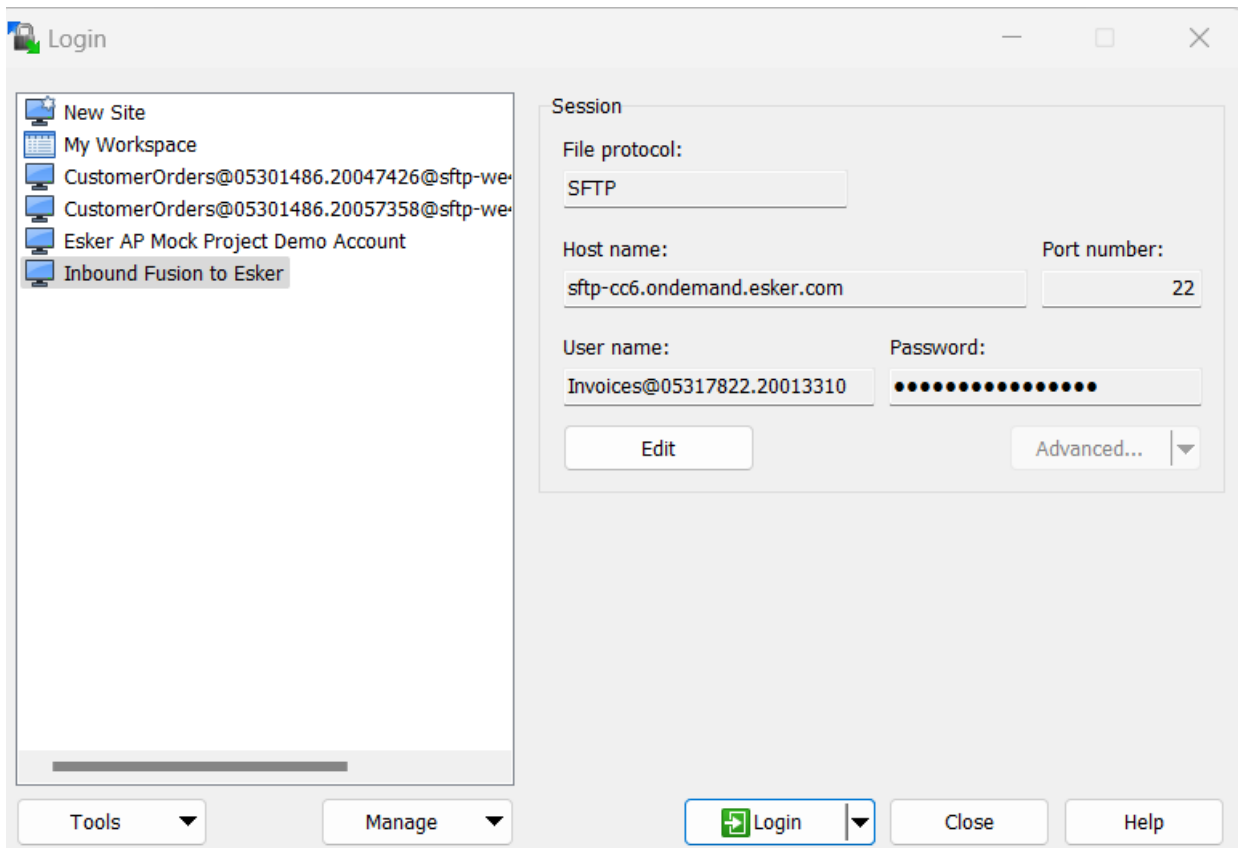 Login
New Site
My Workspace
CustomerOrders@05301486.20047426@sftp-we
CustomerOrders@05301486.20057358@sftp-we
Esker AP Mock Project Demo Account
Inbound Fusion to Esker
Session
File protocol:
SFTP
Host name: Port number:
sftp-cc6.ondemand.esker.com 22
User name: Password:
Invoices@05317822.20013310 ●●●●●●●●●●●●●●●●
Edit Advanced...
Tools Manage Login Close Help